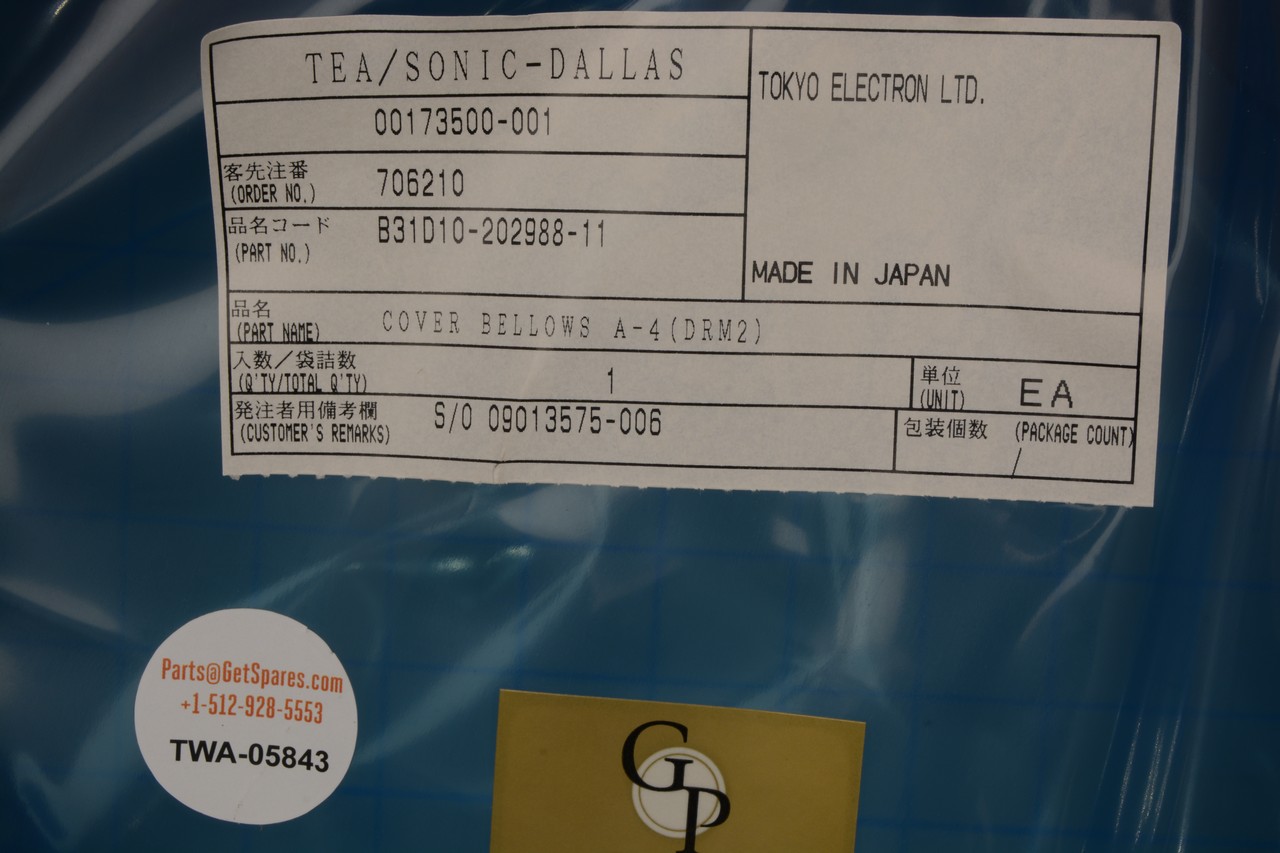 TEA/SONIC-DALLAS
TOKYO ELECTRON LTD.
00173500-001
客先注番
(ORDER NO.)
706210
品名コード
(PART NO.)
B31D10-202988-11
MADE IN JAPAN
品名
(PART NAME)
COVER BELLOWS A-4(DRM2)
入数/袋詰数
(Q'TY/TOTAL Q'TY)
1
単位
(UNIT)
EA
発注者用備考欄
(CUSTOMER'S REMARKS)
S/O 09013575-006
包装個数 (PACKAGE COUNT)
/
Parts@GetSpares.com
+1-512-928-5553
TWA-05843
GP